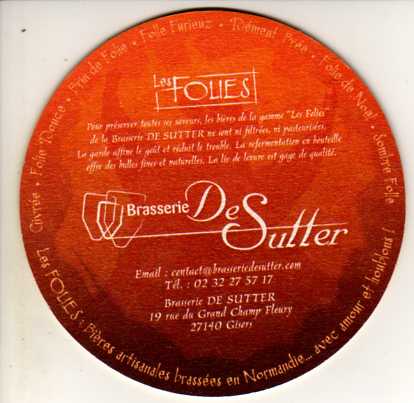 Givrée • Folie Douce • Brin de Folie • Folle Furieuz • Diément Brée • Folie de Noël • Sombre Folie
Les FOLIES
Pour préserver toutes ses saveurs, les bières de la gamme "Les Folies"
de la Brasserie DE SUTTER ne sont ni filtrées, ni pasteurisées.
La garde affine le goût et réduit le trouble. La refermentation en bouteille
offre des bulles fines et naturelles. La lie de levure est gage de qualité.
Brasserie De Sutter
Email : contact@brasseriedesutter.com
Tél. : 02 32 27 57 17
Brasserie DE SUTTER
19 rue du Grand Champ Fleury
27140 Gisors
Les FOLIES : Bières artisanales brassées en Normandie... avec amour et houblons !